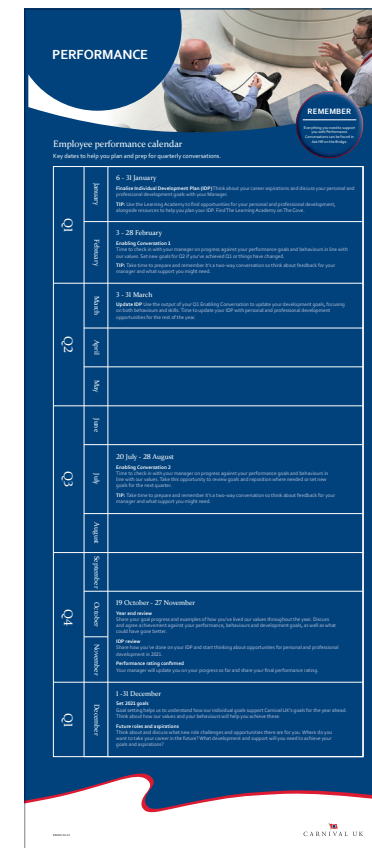 PERFORMANCE
REMEMBER
Everything you need to support
you with Performance
Conversations can be found in
Ask HR on the Bridge.
Employee performance calendar
Key dates to help you plan and prep for quarterly conversations.
Q1
January
6 - 31 January
Finalise Individual Development Plan (IDP) Think about your career aspirations and discuss your personal and
professional development goals with your Manager.
TIP: Use the Learning Academy to find opportunities for your personal and professional development,
alongside resources to help you plan your IDP. Find The Learning Academy on The Cove.
February
3 - 28 February
Enabling Conversation 1
Time to check in with your manager on progress against your performance goals and behaviours in line with
our values. Set new goals for Q2 if you've achieved Q1 or things have changed.
TIP: Take time to prepare and remember it's a two-way conversation so think about feedback for your
manager and what support you might need.
Q2
March
3 - 31 March
Update IDP Use the output of your Q1 Enabling Conversation to update your development goals, focusing
on both behaviours and skills. Time to update your IDP with personal and professional development
opportunities for the rest of the year.
April
May
Q3
June
July
20 July - 28 August
Enabling Conversation 2
Time to check in with your manager on progress against your performance goals and behaviours in
line with our values. Take this opportunity to review goals and reposition where needed or set new
goals for the next quarter.
TIP: Take time to prepare and remember it's a two-way conversation so think about feedback for your
manager and what support you might need.
August
Q4
September
October
19 October - 27 November
Year and review
Share your goal progress and examples of how you've lived our values throughout the year. Discuss
and agree achievement against your performance, behaviours and development goals, as well as what
could have gone better.
IDP review
Share how you've done on your IDP and start thinking about opportunities for personal and professional
development in 2021.
Performance rating confirmed
Your manager will update you on your progress so far and share your final performance rating.
November
Q1
December
1 -31 December
Set 2021 goals
Goal setting helps us to understand how our individual goals support Carnival UK's goals for the year ahead.
Think about how our values and your behaviours will help you achieve these.
Future roles and aspirations
Think about and discuss what new role challenges and opportunities there are for you. Where do you
want to take your career in the future? What development and support will you need to achieve your
goals and aspirations?
CARNIVAL UK